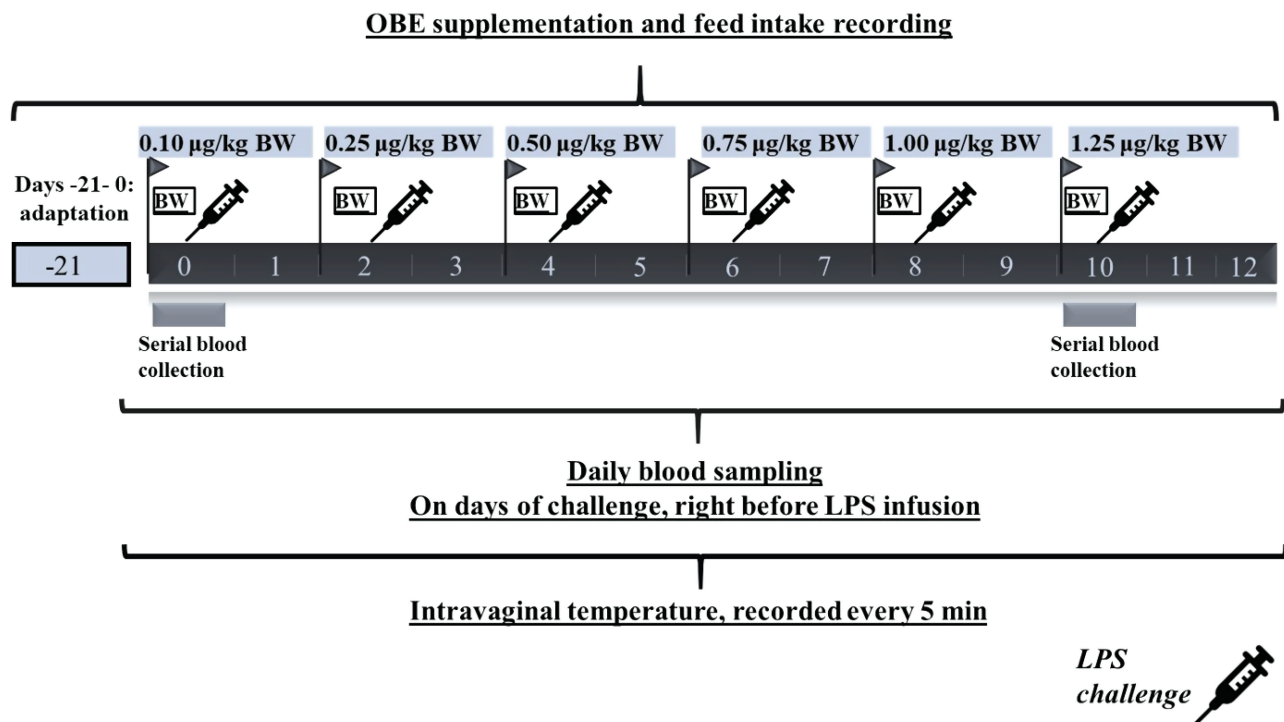 OBE supplementation and feed intake recording
0.10 µg/kg BW 0.25 µg/kg BW 0.50 µg/kg BW 0.75 µg/kg BW 1.00 µg/kg BW 1.25 µg/kg BW
Days -21- 0:
adaptation
BW BW BW BW BW BW
-21 0 1 2 3 4 5 6 7 8 9 10 11 12
Serial blood
collection
Serial blood
collection
Daily blood sampling
On days of challenge, right before LPS infusion
Intravaginal temperature, recorded every 5 min
LPS
challenge